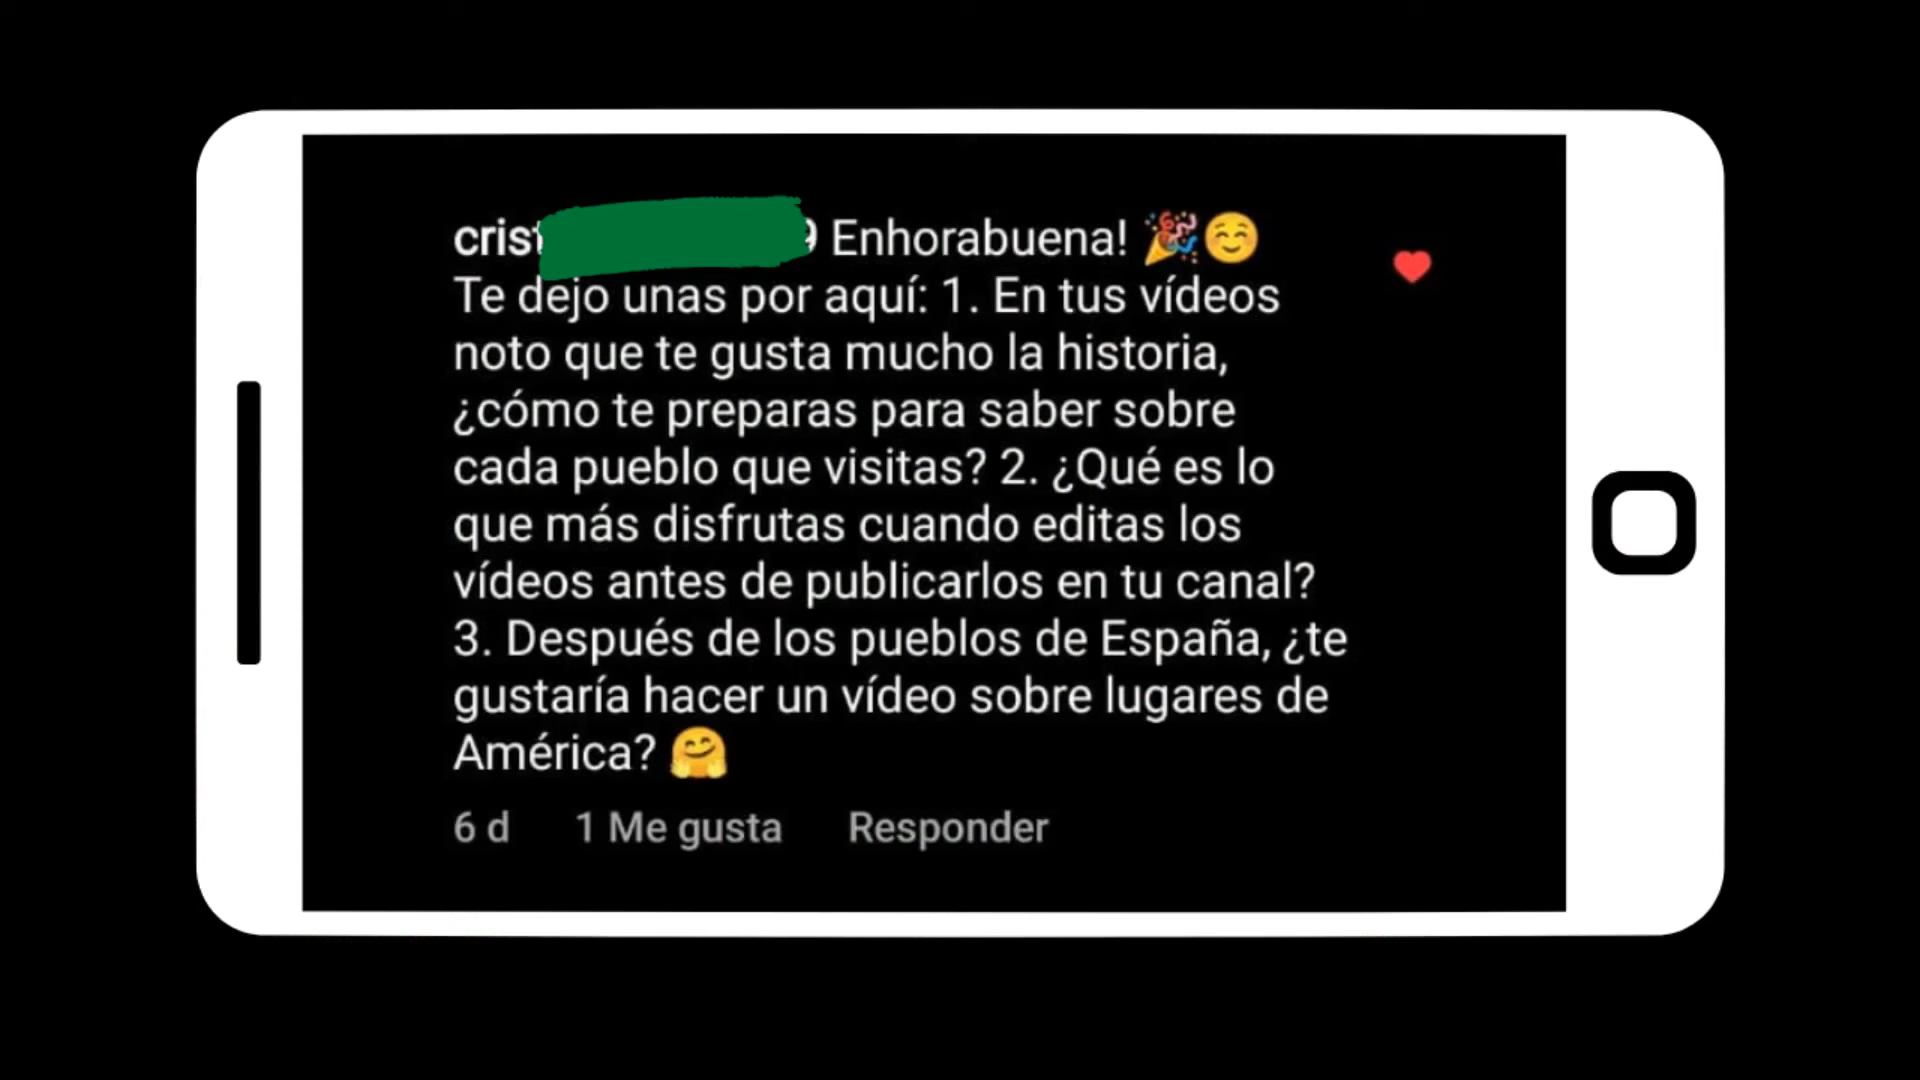 Enhorabuena! 🎉☺️
Te dejo unas por aquí: 1. En tus vídeos
noto que te gusta mucho la historia,
¿cómo te preparas para saber sobre
cada pueblo que visitas? 2. ¿Qué es lo
que más disfrutas cuando editas los
vídeos antes de publicarlos en tu canal?
3. Después de los pueblos de España, ¿te
gustaría hacer un vídeo sobre lugares de
América? 🤗
6 d 1 Me gusta Responder